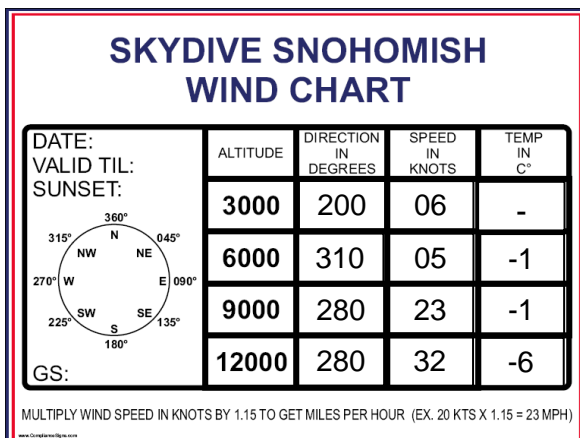 SKYDIVE SNOHOMISH
WIND CHART
DATE:
VALID TIL:
SUNSET:
360°
315° N 045°
NW NE
270° W E 090°
SW SE
225° S 135°
180°
GS:
ALTITUDE DIRECTION IN DEGREES SPEED IN KNOTS TEMP IN C°
3000 200 06 -
6000 310 05 -1
9000 280 23 -1
12000 280 32 -6
MULTIPLY WIND SPEED IN KNOTS BY 1.15 TO GET MILES PER HOUR (EX. 20 KTS X 1.15 = 23 MPH)
www.ComplianceSigns.com